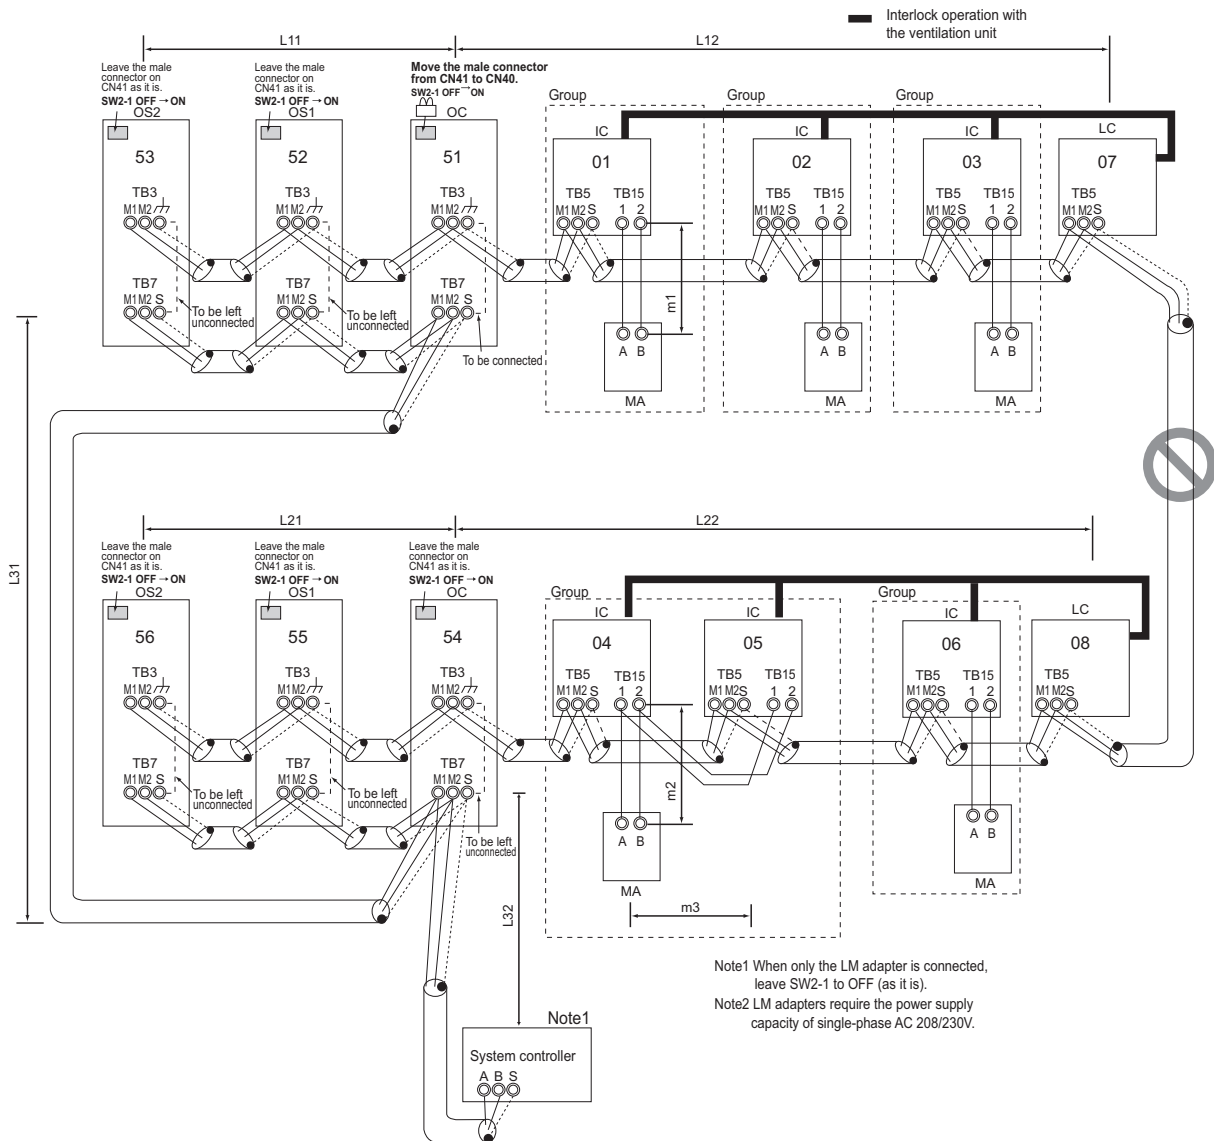 Interlock operation with
the ventilation unit
L11
L12
Leave the male
connector on
CN41 as it is.
SW2-1 OFF → ON
OS2
Leave the male
connector on
CN41 as it is.
SW2-1 OFF → ON
OS1
Move the male connector
from CN41 to CN40.
SW2-1 OFF → ON
OC
Group
Group
Group
IC
IC
IC
LC
53
52
51
01
02
03
07
TB3
TB3
TB3
TB5
TB15
TB5
TB15
TB5
TB15
TB5
M1 M2
M1 M2
M1 M2
M1 M2 S
1 2
M1 M2 S
1 2
M1 M2 S
1 2
M1 M2 S
TB7
TB7
TB7
M1 M2 S
M1 M2 S
M1 M2 S
To be left
unconnected
To be left
unconnected
To be connected
m1
A B
A B
A B
MA
MA
MA
L31
L21
L22
Leave the male
connector on
CN41 as it is.
SW2-1 OFF → ON
OS2
Leave the male
connector on
CN41 as it is.
SW2-1 OFF → ON
OS1
Leave the male
connector on
CN41 as it is.
SW2-1 OFF → ON
OC
Group
Group
IC
IC
IC
LC
56
55
54
04
05
06
08
TB3
TB3
TB3
TB5
TB15
TB5
TB15
TB5
TB15
TB5
M1 M2
M1 M2
M1 M2
M1 M2 S
1 2
M1 M2 S
1 2
M1 M2 S
1 2
M1 M2 S
TB7
TB7
TB7
M1 M2 S
M1 M2 S
M1 M2 S
To be left
unconnected
To be left
unconnected
To be left
unconnected
m2
A B
A B
MA
MA
m3
L32
Note1 When only the LM adapter is connected,
leave SW2-1 to OFF (as it is).
Note2 LM adapters require the power supply
capacity of single-phase AC 208/230V.
Note1
System controller
A B S